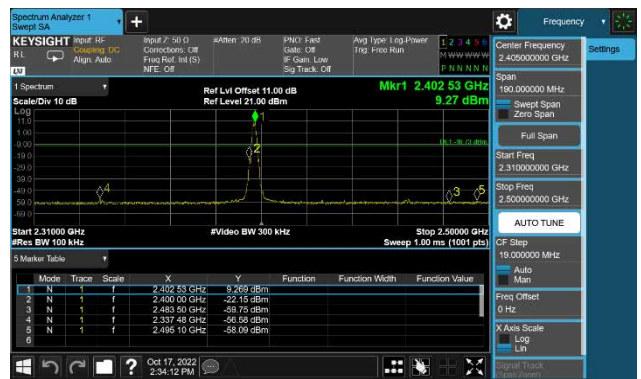 Spectrum Analyzer 1
Swept SA
+
Frequency
KEYSIGHT Input: RF Input Z: 50 Ω #Atten: 20 dB PNO: Fast Avg Type: Log-Power 1 2 3 4 5 6
RL Coupling: DC Corrections: Off Gate: Off Trig: Free Run M W W W W W
Align: Auto Freq Ref: Int (S) IF Gain: Low P N N N N N
NFE: Off Sig Track: Off
LXI
1 Spectrum Ref Lvl Offset 11.00 dB Mkr1 2.402 53 GHz
Scale/Div 10 dB Ref Level 21.00 dBm 9.27 dBm
Log
11.0
1.00
-9.00
-19.0
-29.0
-39.0
-49.0
-59.0
-69.0
1
2
3
4
5
Start 2.31000 GHz #Video BW 300 kHz Stop 2.50000 GHz
#Res BW 100 kHz Sweep 1.00 ms (1001 pts)
5 Marker Table
Mode Trace Scale X Y Function Function Width Function Value
1 N 1 f 2.402 53 GHz 9.269 dBm
2 N 1 f 2.400 00 GHz -22.15 dBm
3 N 1 f 2.483 50 GHz -59.75 dBm
4 N 1 f 2.337 48 GHz -56.58 dBm
5 N 1 f 2.495 10 GHz -58.09 dBm
6
? Oct 17, 2022
2:34:12 PM
Center Frequency
2.405000000 GHz
Settings
Span
190.000000 MHz
Swept Span
Zero Span
Full Span
Start Freq
2.310000000 GHz
Stop Freq
2.500000000 GHz
AUTO TUNE
CF Step
19.000000 MHz
Auto
Man
Freq Offset
0 Hz
X Axis Scale
Log
Lin
Signal Track
(Span Zoom)